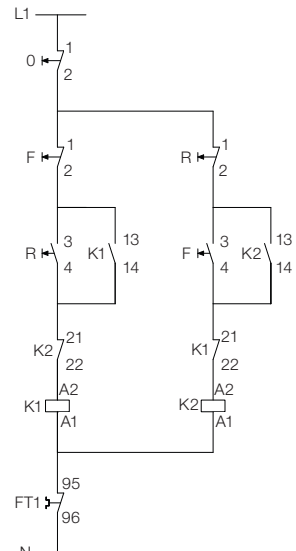 L1
0 1
2
F 1 R 1
2 2
3 13 3 13
R K1 F K2
4 14 4 14
21 21
K2 K1
22 22
A2 A2
K1 K2
A1 A1
95
FT1
96
N